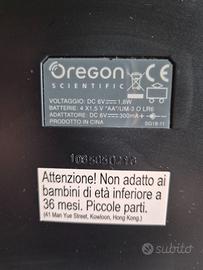 Oregon
SCIENTIFIC
CE
VOLTAGGIO: DC 6V 1,8W
BATTERIE: 4 X1,5 V "AA"/UM-3 O LR6
ADATTATORE: DC 6V 300mA
PRODOTTO IN CINA
SG18-11
Attenzione! Non adatto ai
bambini di età inferiore a
36 mesi. Piccole parti.
(41 Man Yue Street, Kowloon, Hong Kong.)
subito